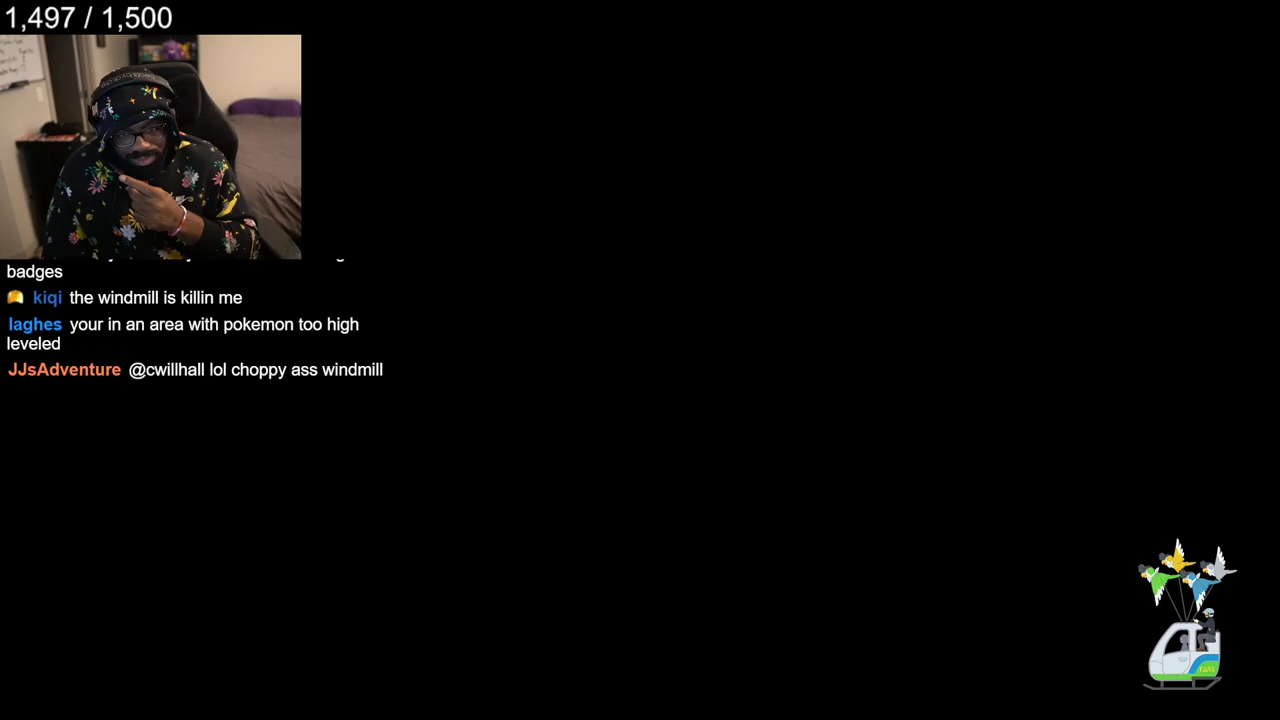 1,497 / 1,500
badges
kiqi the windmill is killin me
laghes your in an area with pokemon too high
leveled
JJsAdventure @cwillhall lol choppy ass windmill
TAXI